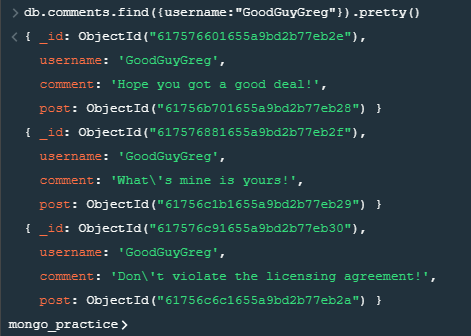 > db.comments.find({username:"GoodGuyGreg"}).pretty()
< { _id: ObjectId("617576601655a9bd2b77eb2e"),
username: 'GoodGuyGreg',
comment: 'Hope you got a good deal!',
post: ObjectId("61756b701655a9bd2b77eb28") }
{ _id: ObjectId("617576881655a9bd2b77eb2f"),
username: 'GoodGuyGreg',
comment: 'What\'s mine is yours!',
post: ObjectId("61756c1b1655a9bd2b77eb29") }
{ _id: ObjectId("617576c91655a9bd2b77eb30"),
username: 'GoodGuyGreg',
comment: 'Don\'t violate the licensing agreement!',
post: ObjectId("61756c6c1655a9bd2b77eb2a") }
mongo_practice>